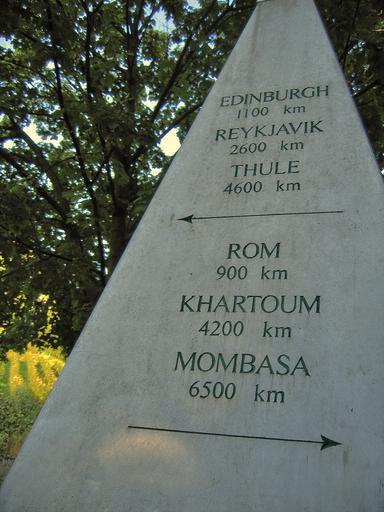 EDINBURGH
1100 km
REYKJAVIK
2600 km
THULE
4600 km
ROM
900 km
KHARTOUM
4200 km
MOMBASA
6500 km